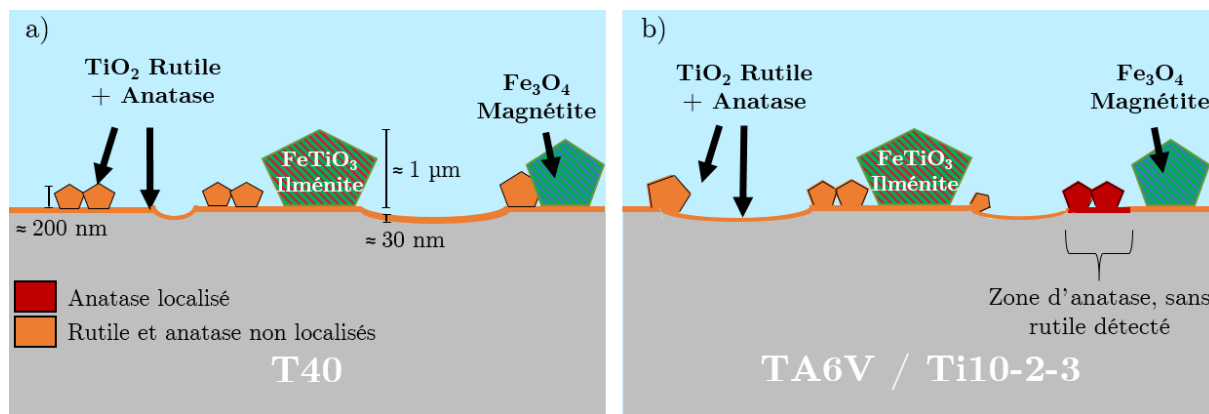 a)
TiO₂ Rutile
+ Anatase
Fe₃O₄
Magnétite
FeTiO₃
Ilménite
≈ 1 µm
≈ 200 nm
≈ 30 nm
Anatase localisé
Rutile et anatase non localisés
T40
b)
TiO₂ Rutile
+ Anatase
Fe₃O₄
Magnétite
FeTiO₃
Ilménite
Zone d'anatase, sans
rutile détecté
TA6V / Ti10-2-3